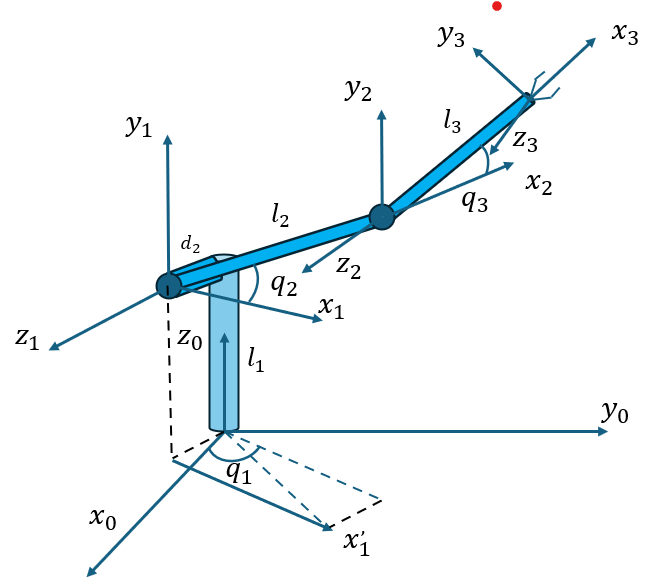 x₃
y₃
y₂
l₃
y₁
z₃
x₂
q₃
l₂
d₂
z₂
q₂
x₁
z₁
z₀
l₁
y₀
q₁
x₀
x₁′